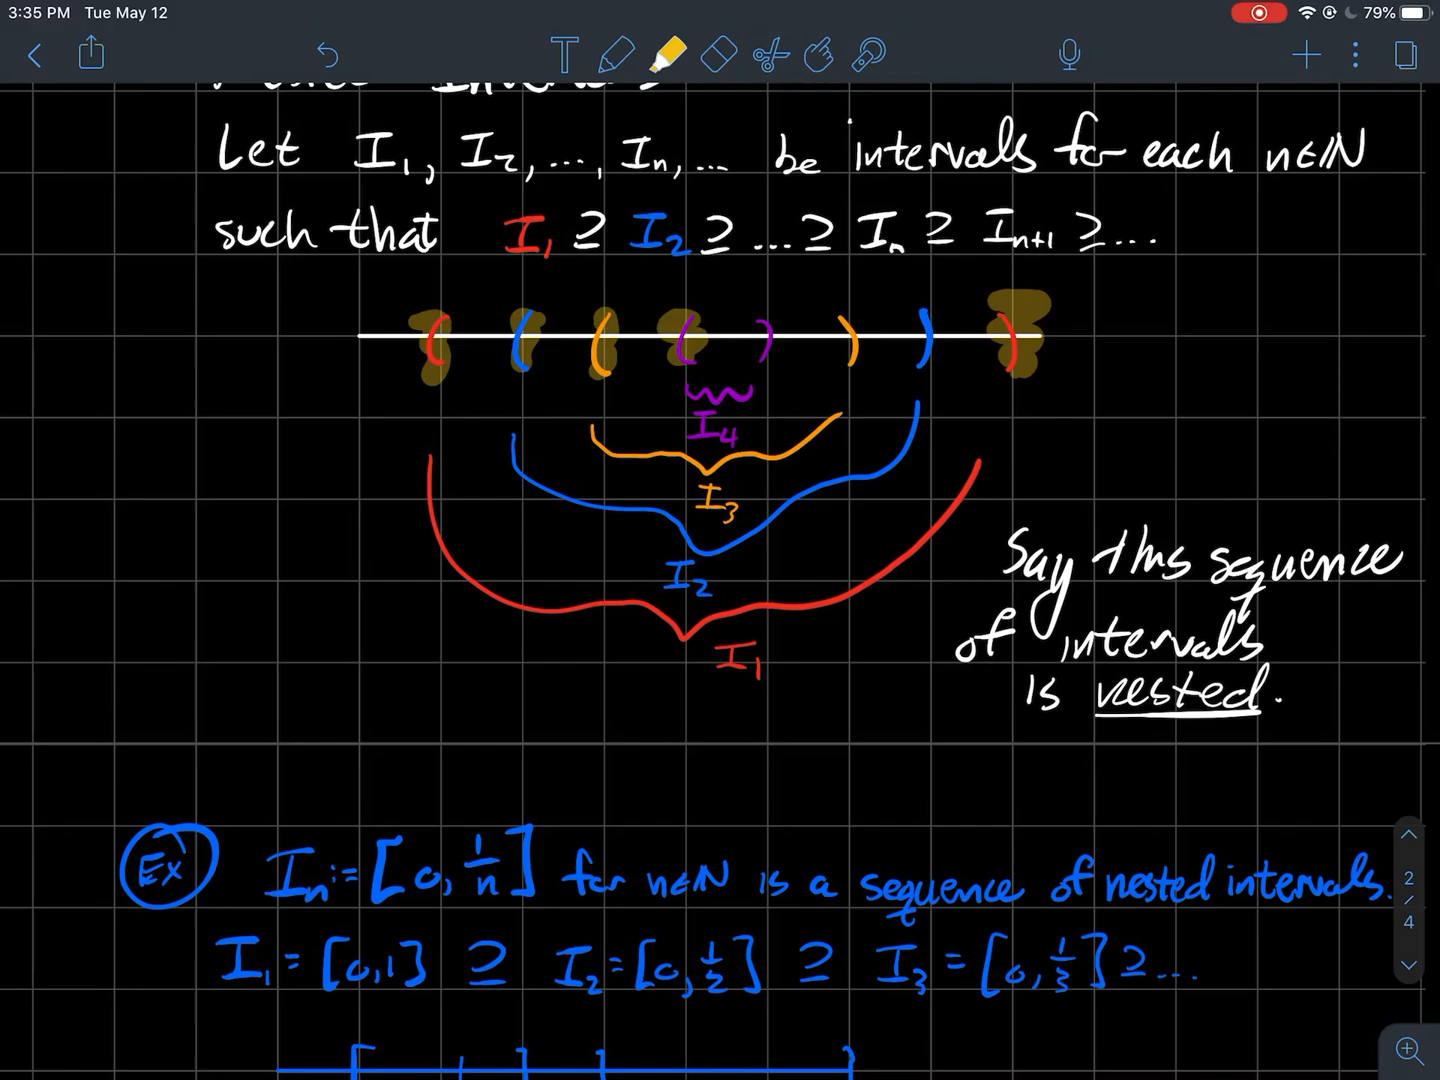 3:35 PM Tue May 12
79%
Let I₁, I₂, ..., Iₙ, ... be intervals for each n∈ℕ
such that I₁ ⊇ I₂ ⊇ ... ⊇ Iₙ ⊇ Iₙ₊₁ ⊇ ...
I₄
I₃
I₂
I₁
Say this sequence
of intervals
is nested.
Ex Iₙ := [0, 1/n] for n∈ℕ is a sequence of nested intervals.
I₁ = [0,1] ⊇ I₂ = [0, 1/2] ⊇ I₃ = [0, 1/3] ⊇ ...
2
/
4